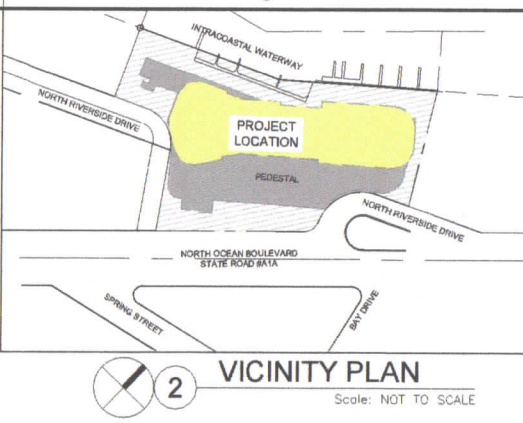 INTRACOASTAL WATERWAY
NORTH RIVERSIDE DRIVE
PROJECT
LOCATION
PEDESTAL
NORTH RIVERSIDE DRIVE
NORTH OCEAN BOULEVARD
STATE ROAD #A1A
SPRING STREET
BAY DRIVE
2
VICINITY PLAN
Scale: NOT TO SCALE